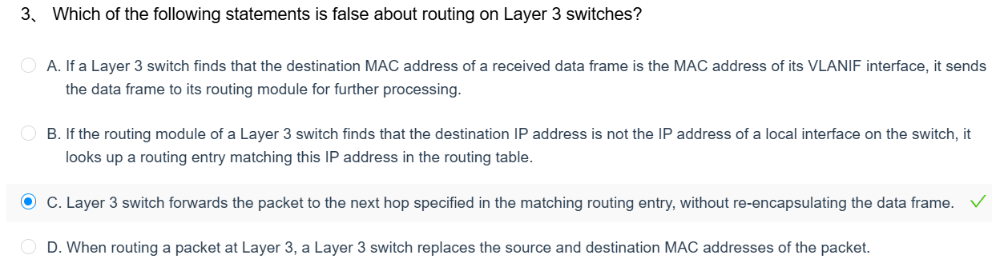 3、 Which of the following statements is false about routing on Layer 3 switches?
A. If a Layer 3 switch finds that the destination MAC address of a received data frame is the MAC address of its VLANIF interface, it sends
the data frame to its routing module for further processing.
B. If the routing module of a Layer 3 switch finds that the destination IP address is not the IP address of a local interface on the switch, it
looks up a routing entry matching this IP address in the routing table.
C. Layer 3 switch forwards the packet to the next hop specified in the matching routing entry, without re-encapsulating the data frame.
D. When routing a packet at Layer 3, a Layer 3 switch replaces the source and destination MAC addresses of the packet.